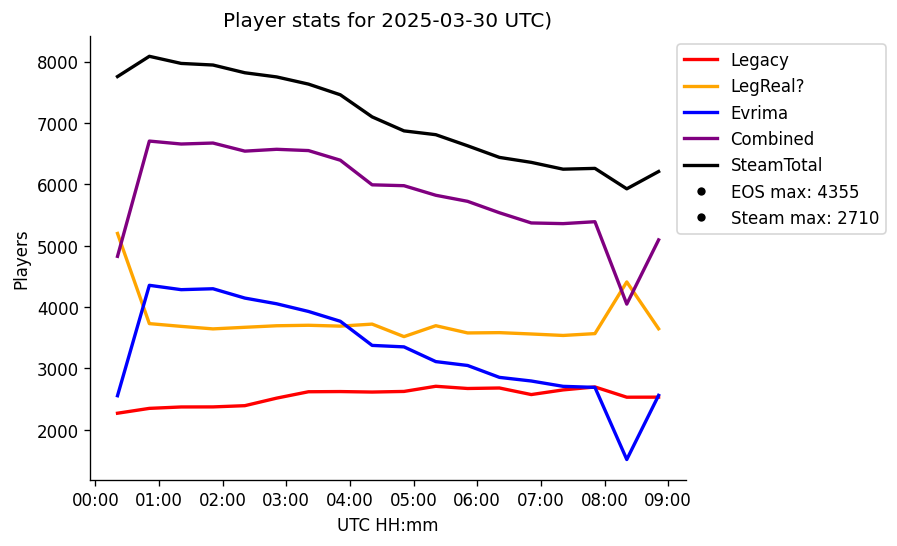 Player stats for 2025-03-30 UTC)
Legacy
LegReal?
Evrima
Combined
SteamTotal
EOS max: 4355
Steam max: 2710
8000
7000
6000
5000
4000
3000
2000
Players
00:00 01:00 02:00 03:00 04:00 05:00 06:00 07:00 08:00 09:00
UTC HH:mm